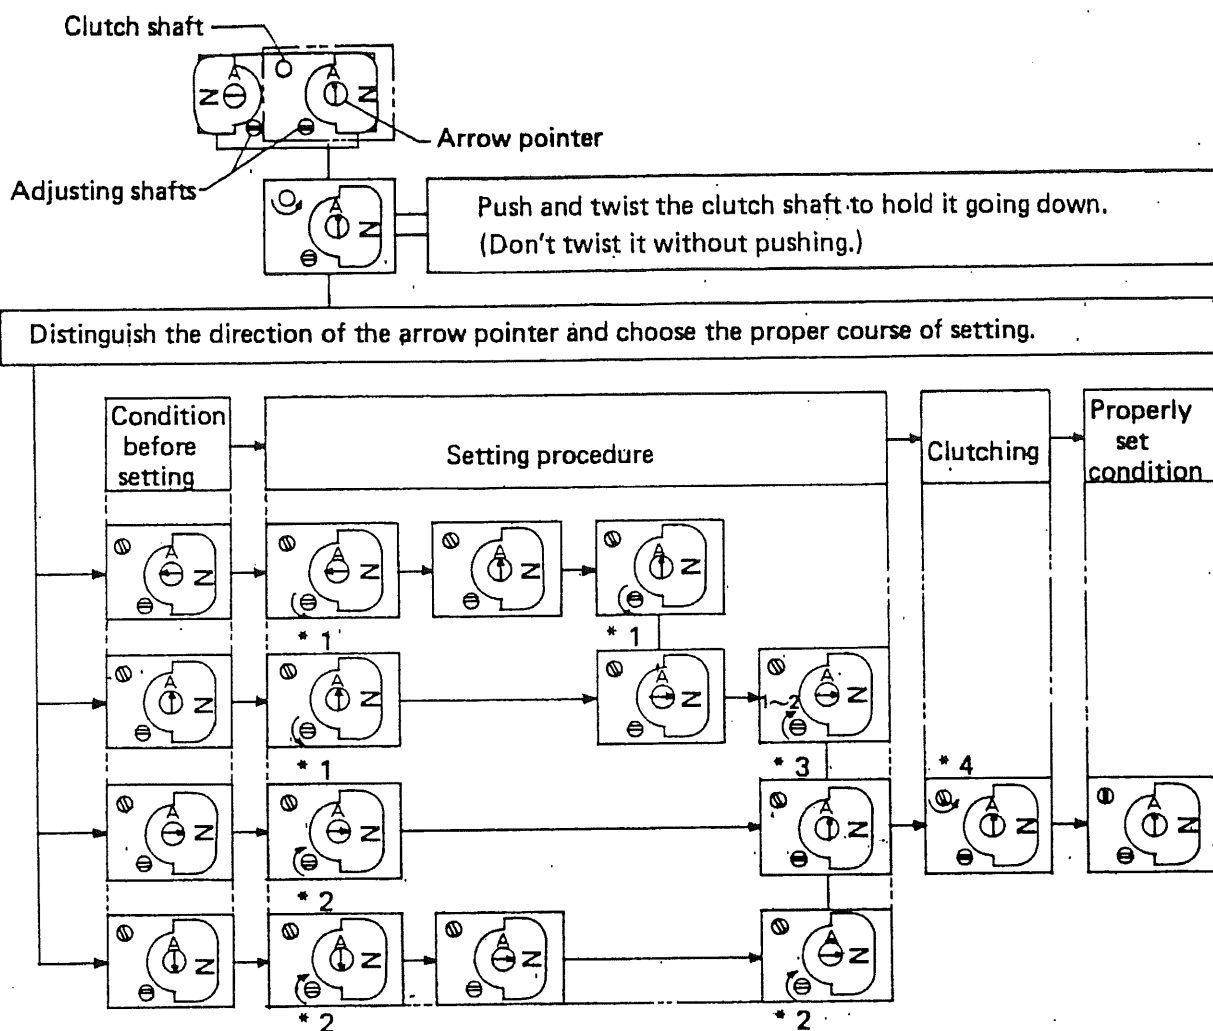 Clutch shaft
A
A
N
N
Arrow pointer
Adjusting shafts
A
N
Push and twist the clutch shaft to hold it going down.
(Don't twist it without pushing.)
Distinguish the direction of the arrow pointer and choose the proper course of setting.
Condition
before
setting
Setting procedure
Clutching
Properly
set
condition
A
N
A
N
A
N
A
N
* 1
* 1
A
N
A
N
A
N
1~2
A
N
* 1
* 3
* 4
A
N
A
N
A
N
A
N
A
N
* 2
A
N
A
N
A
N
A
N
* 2
* 2